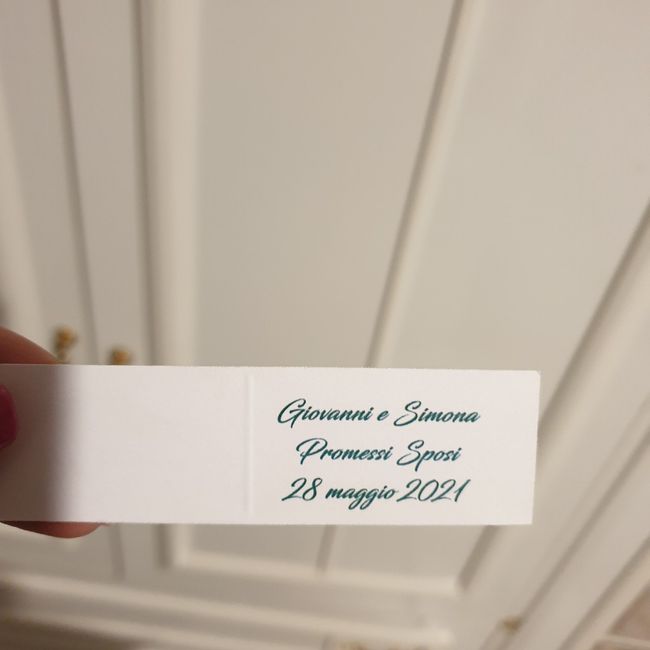 Giovanni e Simona
Promessi Sposi
28 maggio 2021